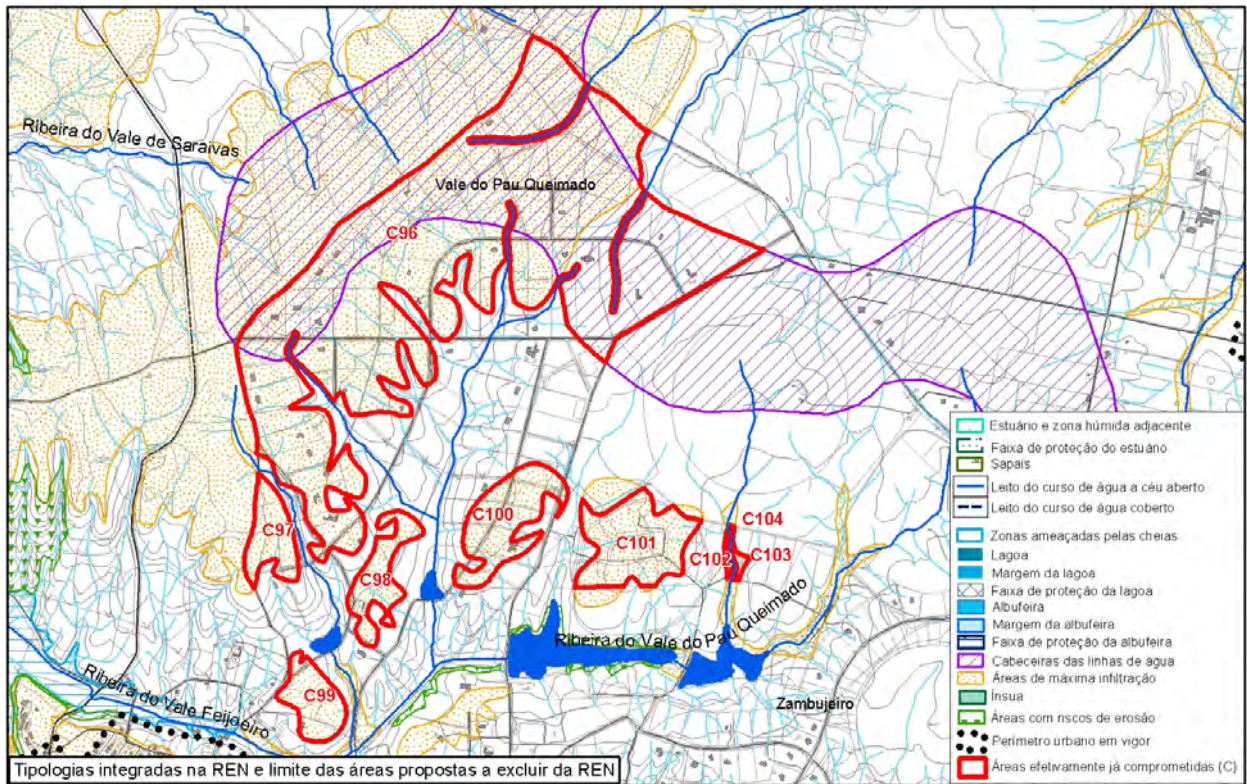 Ribeira do Vale de Saraivas
Vale do Pau Queimado
C96
C97
C98
C99
C100
C101
C102
C104
C103
Ribeira do Vale do Pau Queimado
Ribeira do Vale Feijoeiro
Zambujeiro
Estuário e zona húmida adjacente
Faixa de proteção do estuário
Sapais
Leito do curso de água a céu aberto
Leito do curso de água coberto
Zonas ameaçadas pelas cheias
Lagoa
Margem da lagoa
Faixa de proteção da lagoa
Albufeira
Margem da albufeira
Faixa de proteção da albufeira
Cabeceiras das linhas de água
Áreas de máxima infiltração
Ínsua
Áreas com riscos de erosão
Perímetro urbano em vigor
Áreas efetivamente já comprometidas (C)
Tipologias integradas na REN e limite das áreas propostas a excluir da REN